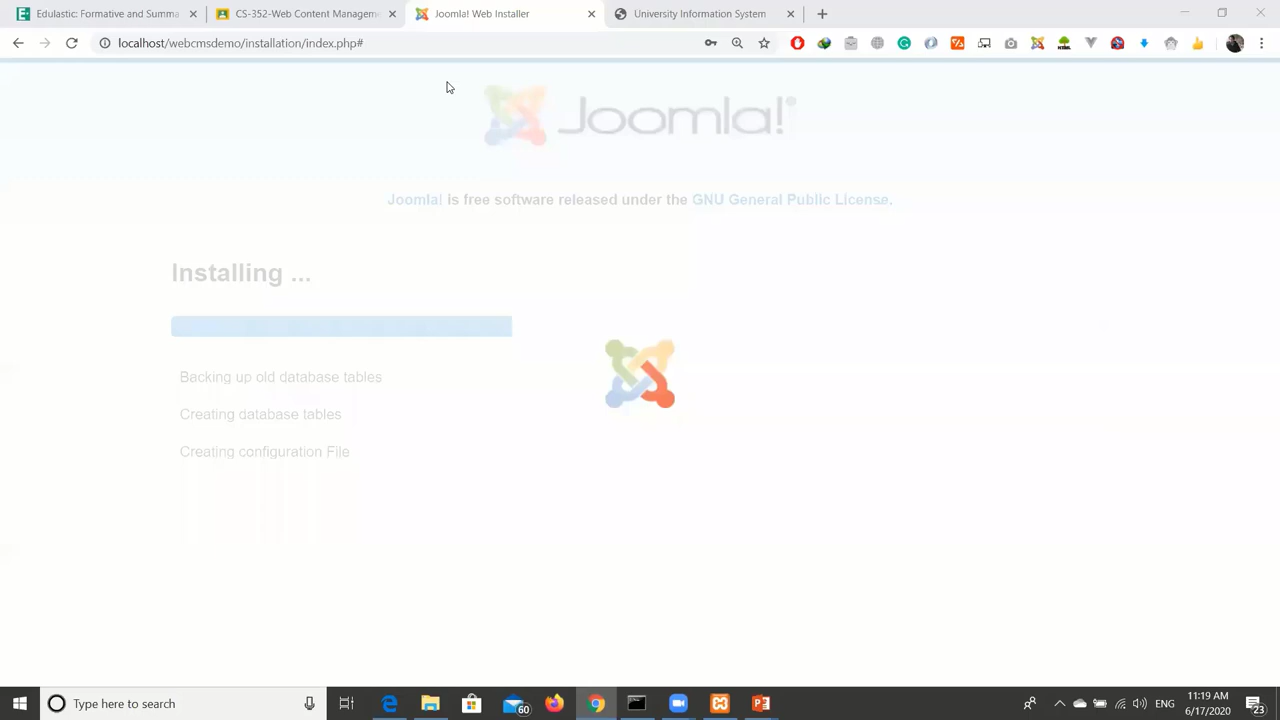 Edulastic: Formative and Summa
CS-352-Web Content Managem
Joomla! Web Installer
University Information System
localhost/webcmsdemo/installation/index.php#
Joomla!
Joomla! is free software released under the GNU General Public License.
Installing ...
Backing up old database tables
Creating database tables
Creating configuration File
Type here to search
60
ENG
11:19 AM
6/17/2020
23